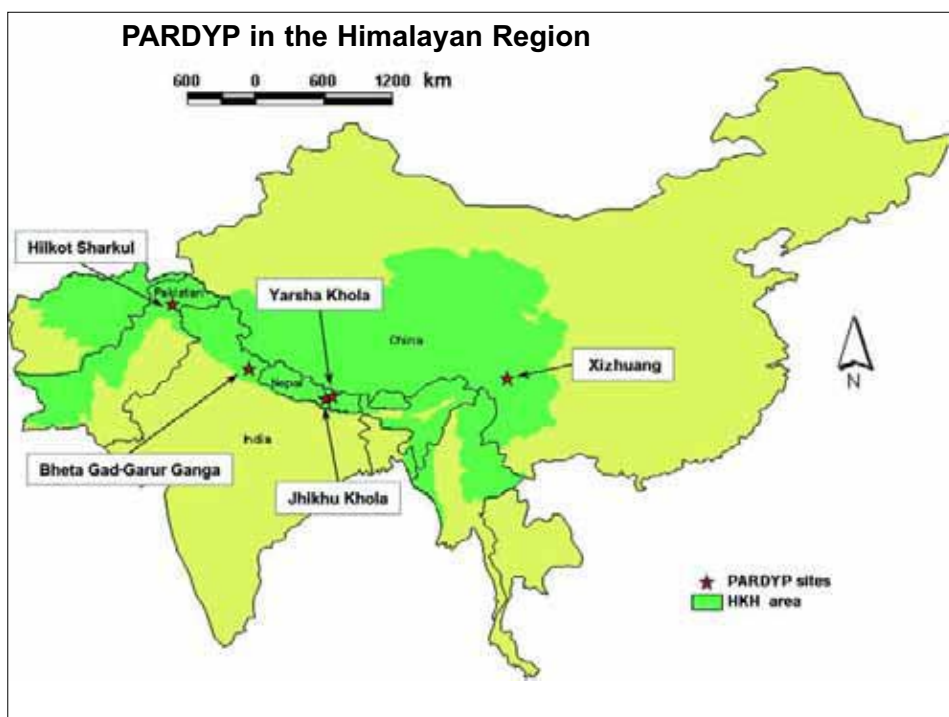 PARDYP in the Himalayan Region
600 0 600 1200 km
Hilkot Sharkul
Pakistan
Yarsha Khola
China
Xizhuang
N
Nepal
India
Bheta Gad-Garur Ganga
Jhikhu Khola
PARDYP sites
HKH area